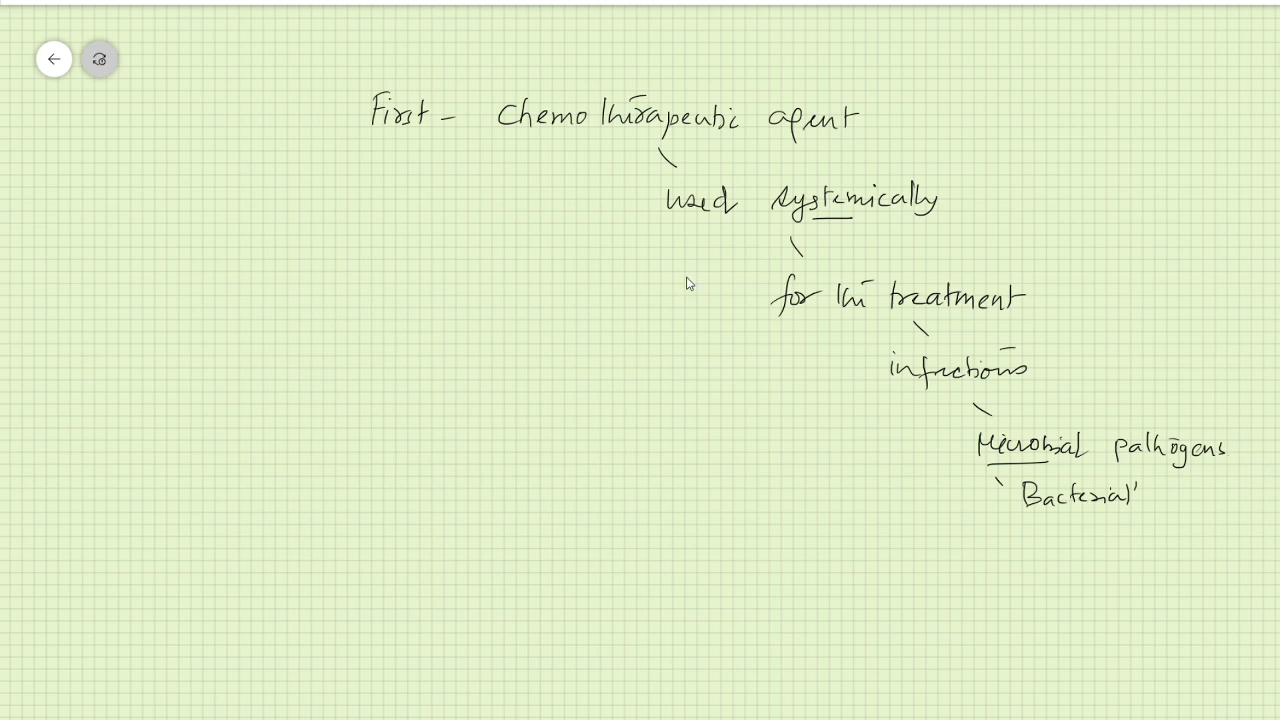 First - Chemotherapeutic agent
used systemically
for the treatment
infections
Microbial pathogens
Bacterial'